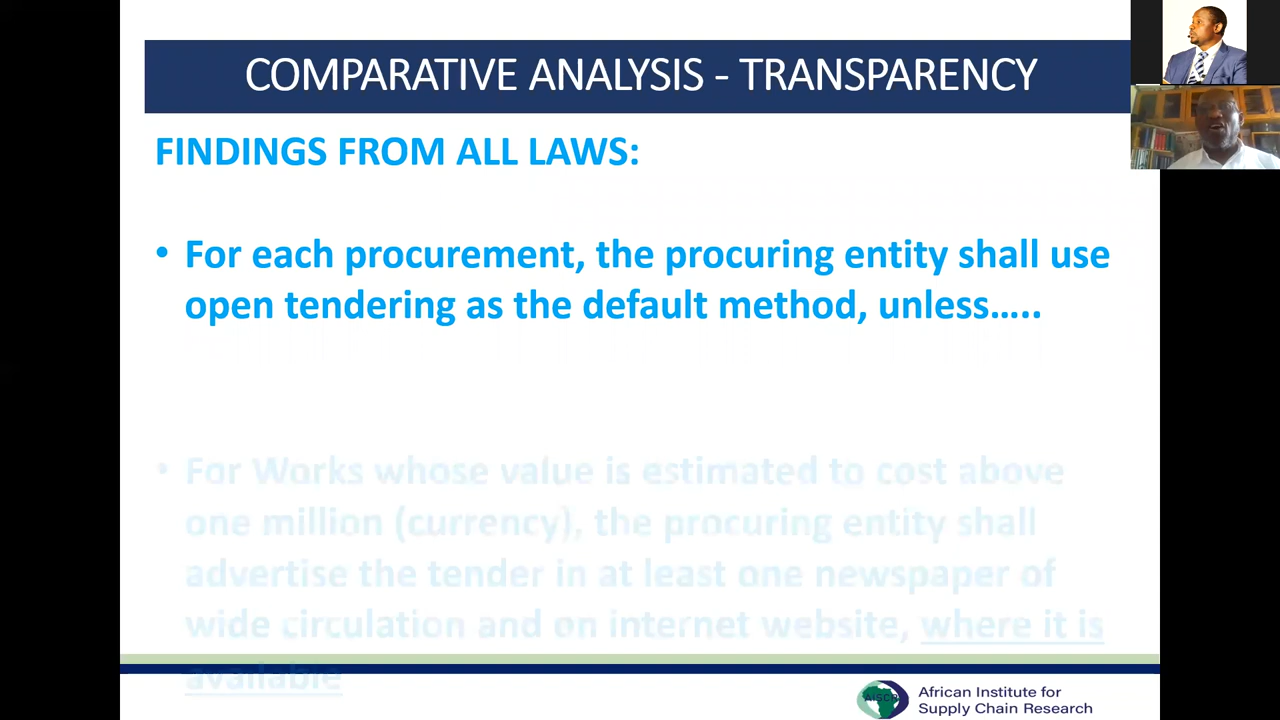 COMPARATIVE ANALYSIS - TRANSPARENCY
FINDINGS FROM ALL LAWS:
• For each procurement, the procuring entity shall use
open tendering as the default method, unless…..
• For Works whose value is estimated to cost above
one million (currency), the procuring entity shall
advertise the tender in at least one newspaper of
wide circulation and on internet website, where it is
available
AISCR
African Institute for
Supply Chain Research